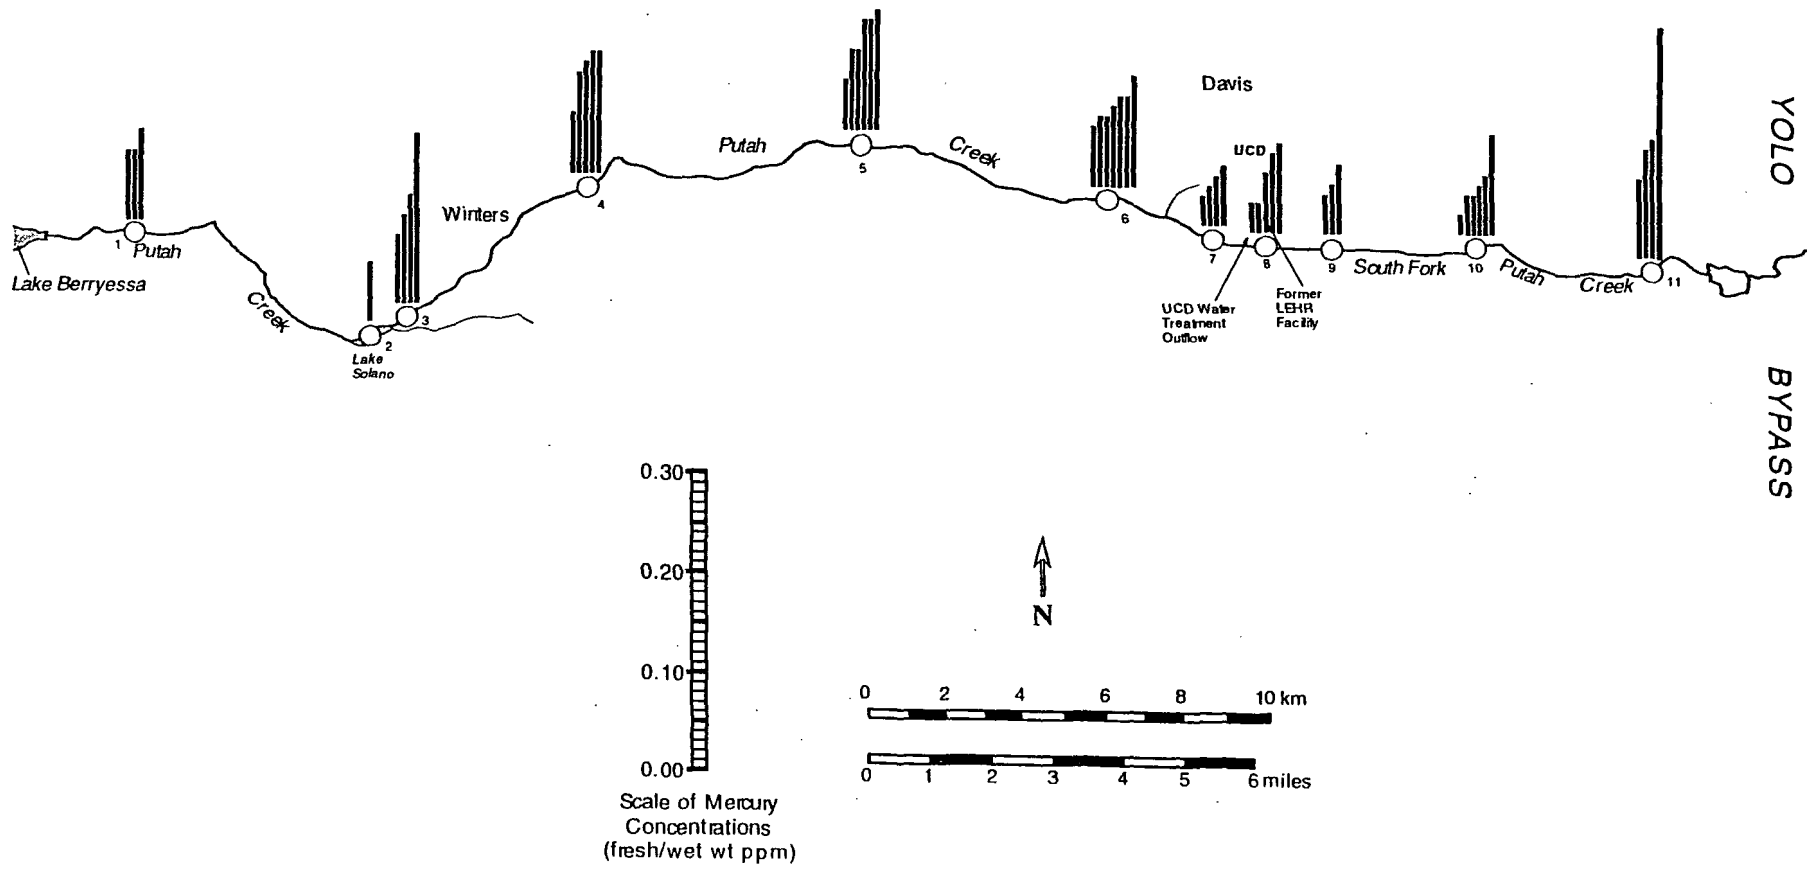 Davis
YOLO
UCD
Putah
Creek
5
6
4
Winters
7
8
9
10
11
1
Putah
South Fork
Putah
Creek
Lake Berryessa
Creek
3
2
Lake
Solano
UCD Water
Treatment
Outflow
Former
LEHR
Facility
BYPASS
0.30
0.20
0.10
0.00
Scale of Mercury
Concentrations
(fresh/wet wt ppm)
N
0 2 4 6 8 10 km
0 1 2 3 4 5 6 miles